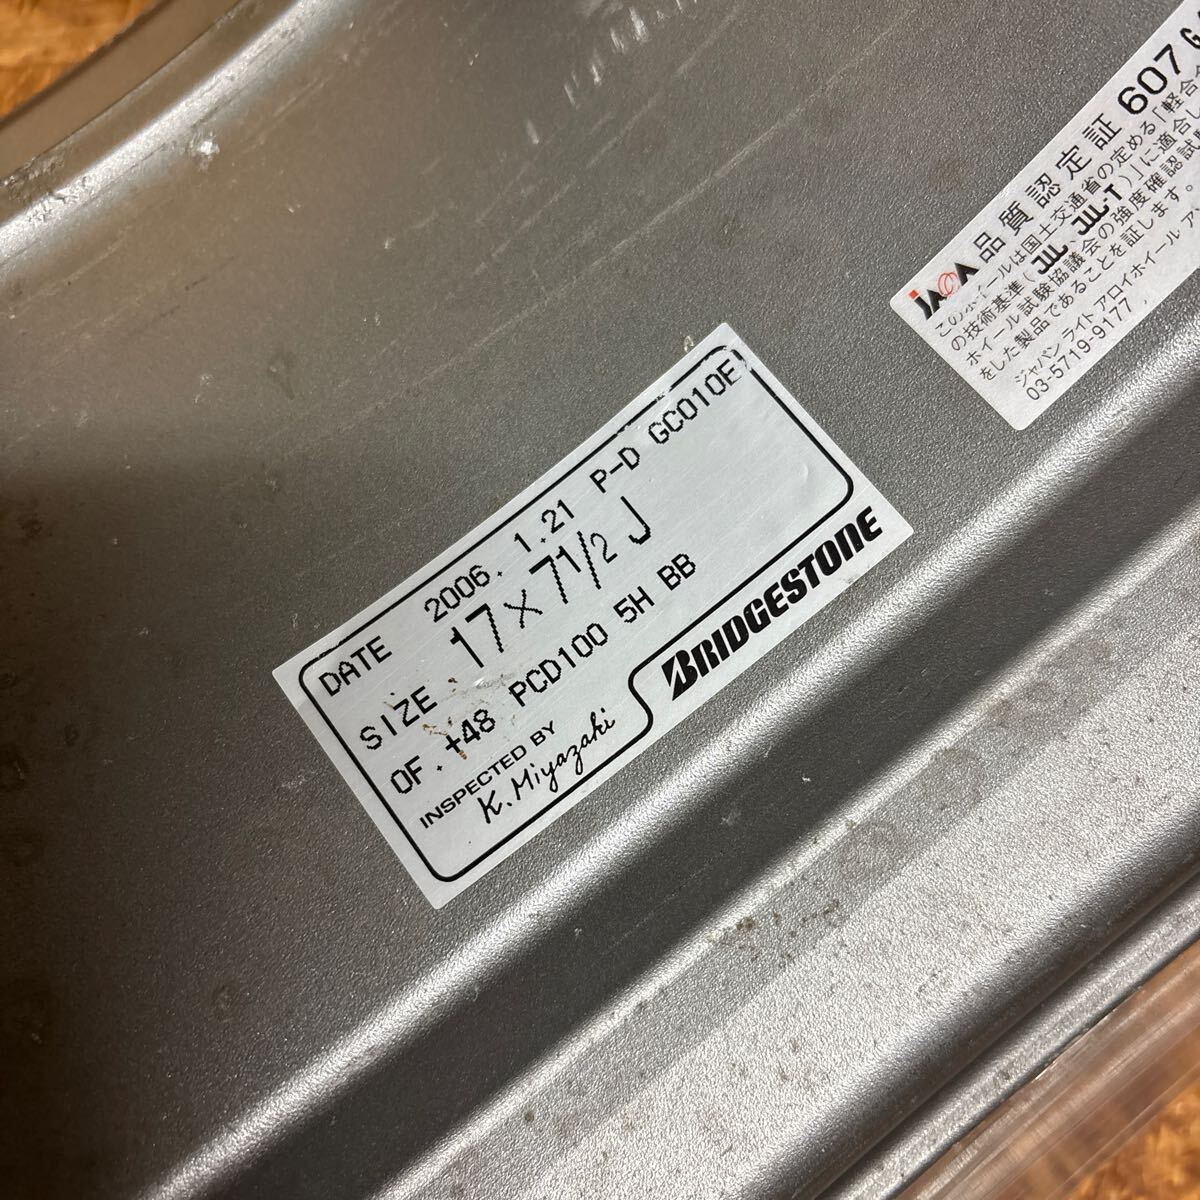 DATE 2006. 1.21 P-D GC010E
SIZE 17×7 1/2 J
OF. +48 PCD100 5H BB
INSPECTED BY
K. Miyazaki
BRIDGESTONE
JAWA 品質認定証 607
このホイールは国土交通省の定める「軽合
の技術基準(JWL、JWL-T)」に適合し
ホイール試験協議会の強度確認試
をした製品であることを証します。
ジャパン ライト アロイホイール
03-5719-9177